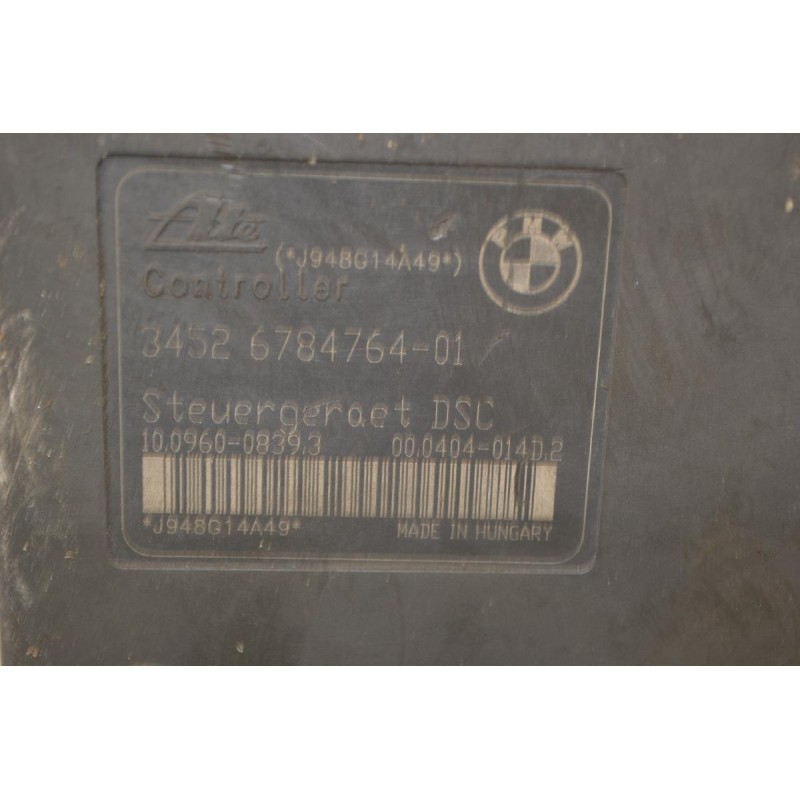 Ate
(*J948G14A49*)
BMW
Controller
3452 6784764-01
Steuergeraet DSC
10.0960-0839.3 00.0404-014D.2
*J948G14A49* MADE IN HUNGARY